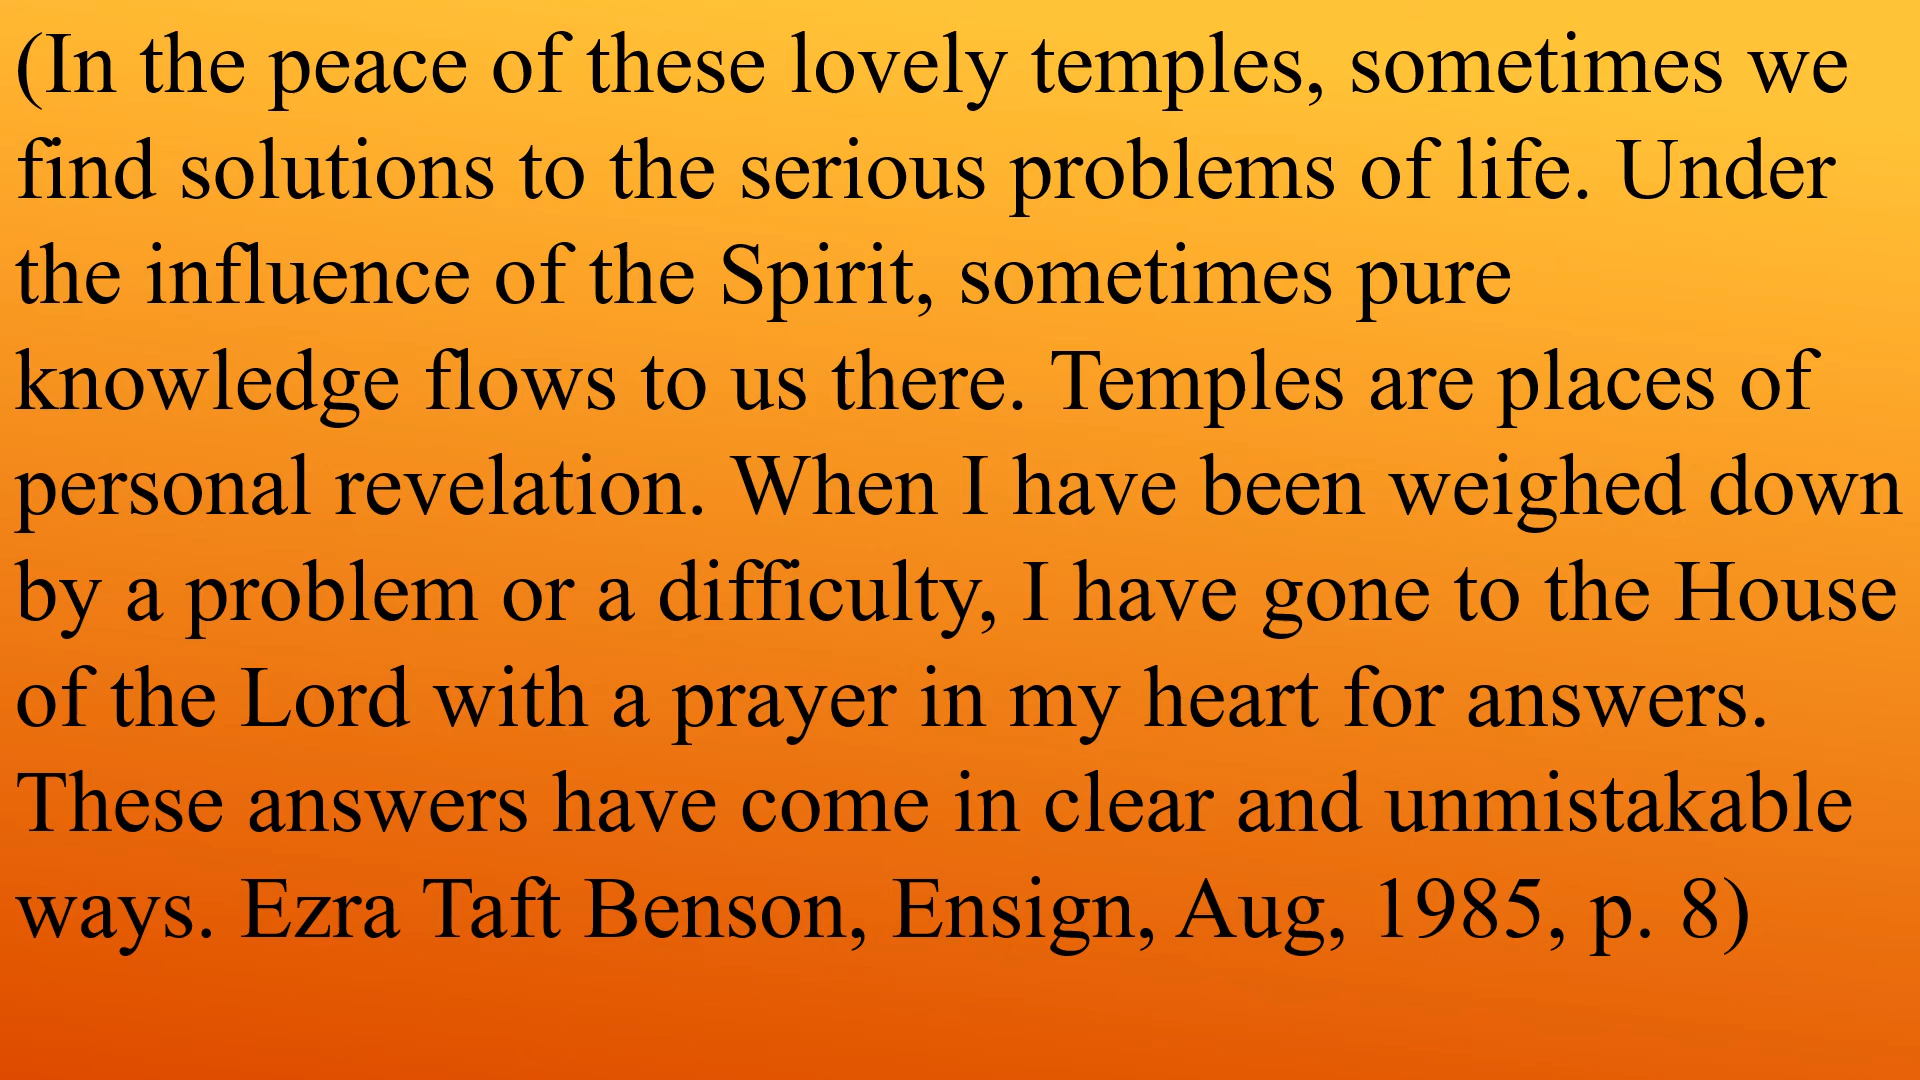 (In the peace of these lovely temples, sometimes we
find solutions to the serious problems of life. Under
the influence of the Spirit, sometimes pure
knowledge flows to us there. Temples are places of
personal revelation. When I have been weighed down
by a problem or a difficulty, I have gone to the House
of the Lord with a prayer in my heart for answers.
These answers have come in clear and unmistakable
ways. Ezra Taft Benson, Ensign, Aug, 1985, p. 8)